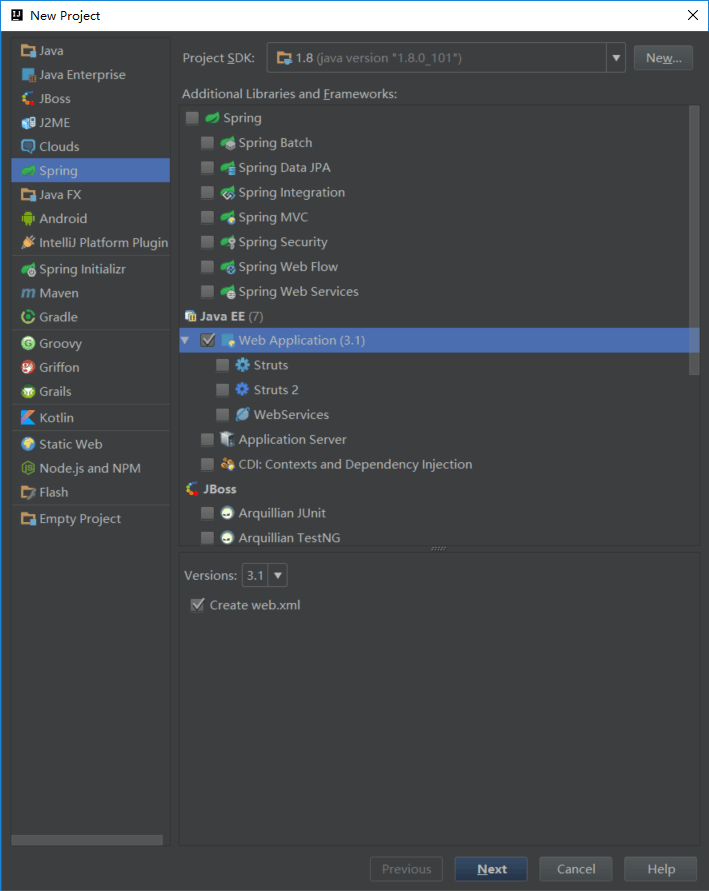 New Project
Java
Java Enterprise
JBoss
J2ME
Clouds
Spring
Java FX
Android
IntelliJ Platform Plugin
Spring Initializr
Maven
Gradle
Groovy
Griffon
Grails
Kotlin
Static Web
Node.js and NPM
Flash
Empty Project
Project SDK: 1.8 (java version "1.8.0_101") New...
Additional Libraries and Frameworks:
Spring
Spring Batch
Spring Data JPA
Spring Integration
Spring MVC
Spring Security
Spring Web Flow
Spring Web Services
Java EE (7)
Web Application (3.1)
Struts
Struts 2
WebServices
Application Server
CDI: Contexts and Dependency Injection
JBoss
Arquillian JUnit
Arquillian TestNG
Versions: 3.1
Create web.xml
Previous Next Cancel Help